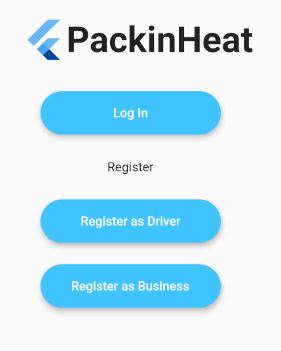 PackinHeat
Log In
Register
Register as Driver
Register as Business